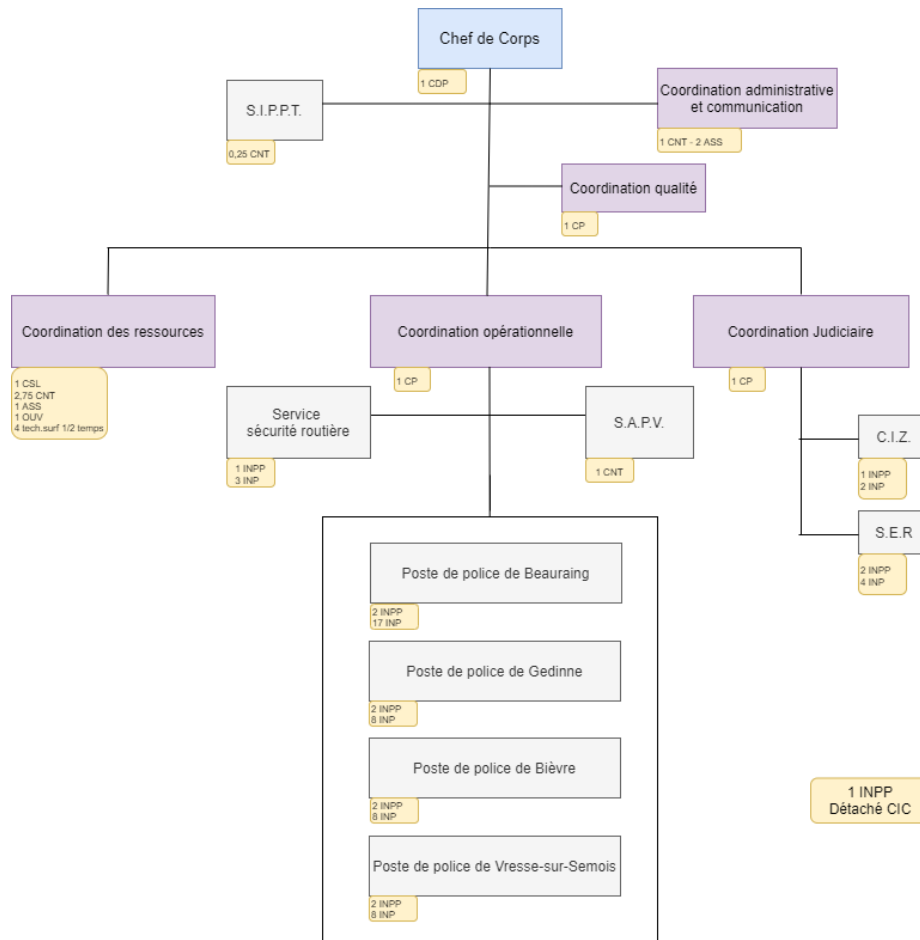 Chef de Corps
1 CDP
S.I.P.P.T.
0,25 CNT
Coordination administrative
et communication
1 CNT - 2 ASS
Coordination qualité
1 CP
Coordination des ressources
1 CSL
2,75 CNT
1 ASS
1 OUV
4 tech.surf 1/2 temps
Coordination opérationnelle
1 CP
Coordination Judiciaire
1 CP
Service
sécurité routière
1 INPP
3 INP
S.A.P.V.
1 CNT
C.I.Z.
1 INPP
2 INP
S.E.R
2 INPP
4 INP
Poste de police de Beauraing
2 INPP
17 INP
Poste de police de Gedinne
2 INPP
8 INP
Poste de police de Bièvre
2 INPP
8 INP
Poste de police de Vresse-sur-Semois
2 INPP
8 INP
1 INPP
Détaché CIC